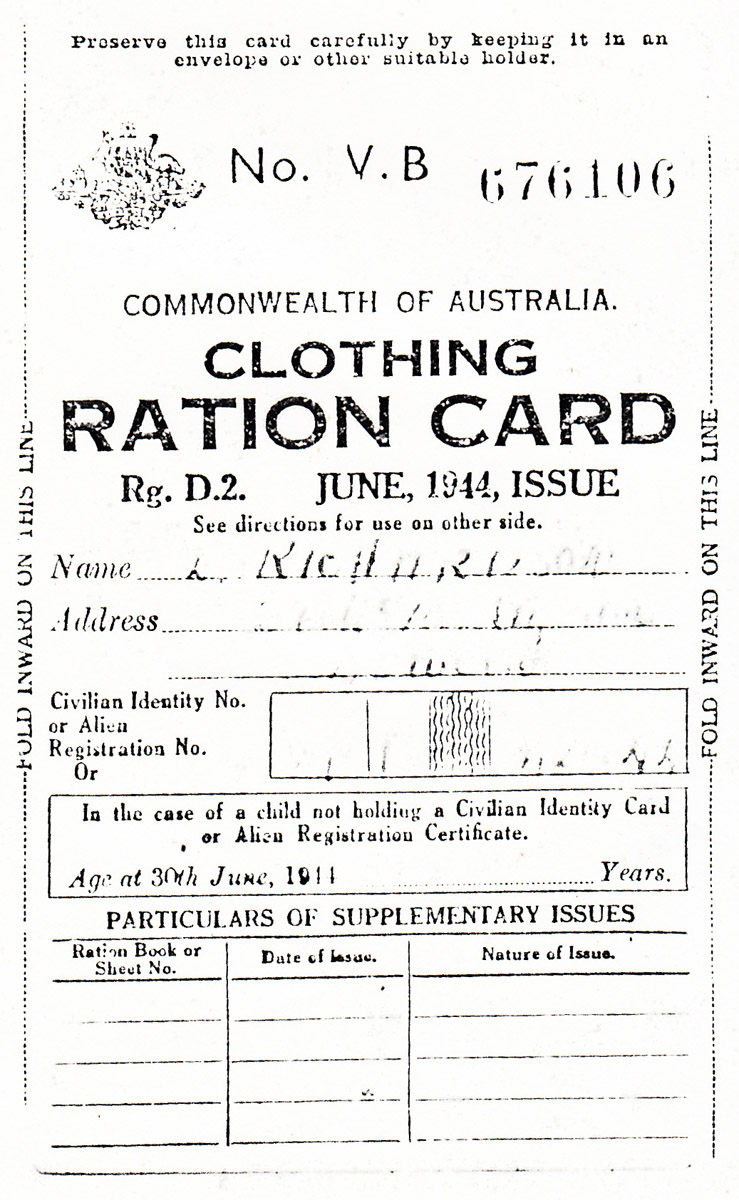 Preserve this card carefully by keeping it in an
envelope or other suitable holder.
No. V.B 676106
COMMONWEALTH OF AUSTRALIA.
CLOTHING
RATION CARD
Rg. D.2. JUNE, 1944, ISSUE
See directions for use on other side.
Name
Address
Civilian Identity No.
or Alien
Registration No.
Or
In the case of a child not holding a Civilian Identity Card
or Alien Registration Certificate.
Age at 30th June, 1944 Years.
PARTICULARS OF SUPPLEMENTARY ISSUES
Ration Book or
Sheet No.
Date of Issue.
Nature of Issue.
FOLD INWARD ON THIS LINE
FOLD INWARD ON THIS LINE